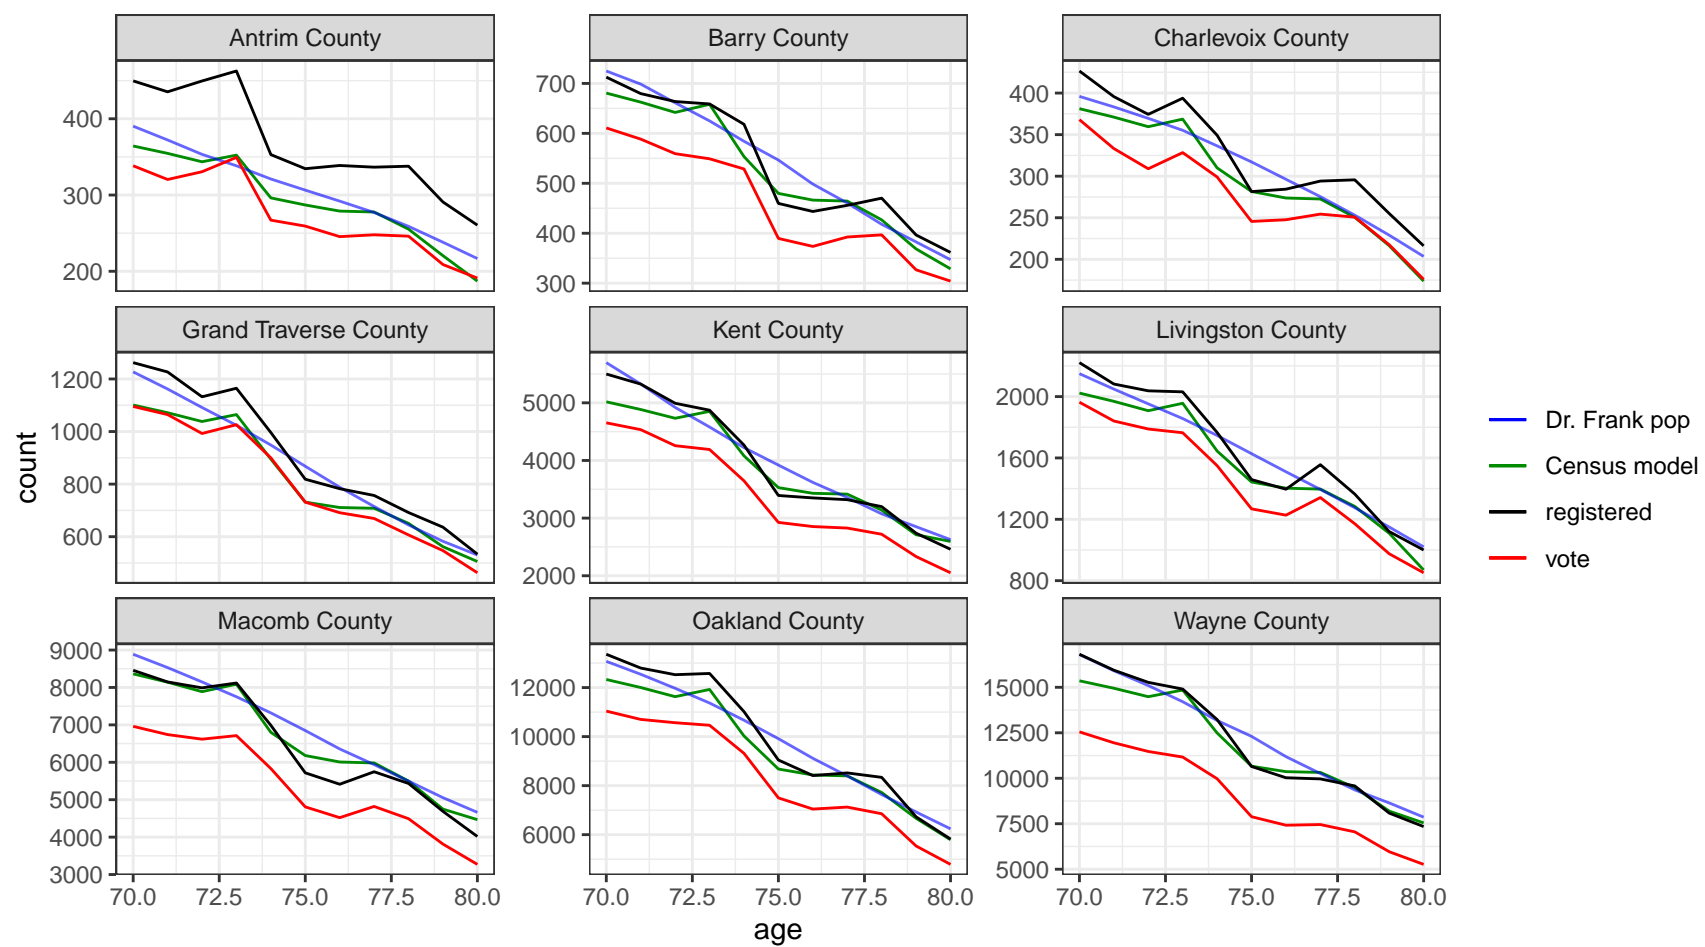 Antrim County
Barry County
Charlevoix County
400
300
200
700
600
500
400
300
400
350
300
250
200
Grand Traverse County
Kent County
Livingston County
1200
1000
800
600
5000
4000
3000
2000
2000
1600
1200
800
Macomb County
Oakland County
Wayne County
9000
8000
7000
6000
5000
4000
3000
12000
10000
8000
6000
15000
12500
10000
7500
5000
70.0 72.5 75.0 77.5 80.0
70.0 72.5 75.0 77.5 80.0
70.0 72.5 75.0 77.5 80.0
age
count
Dr. Frank pop
Census model
registered
vote